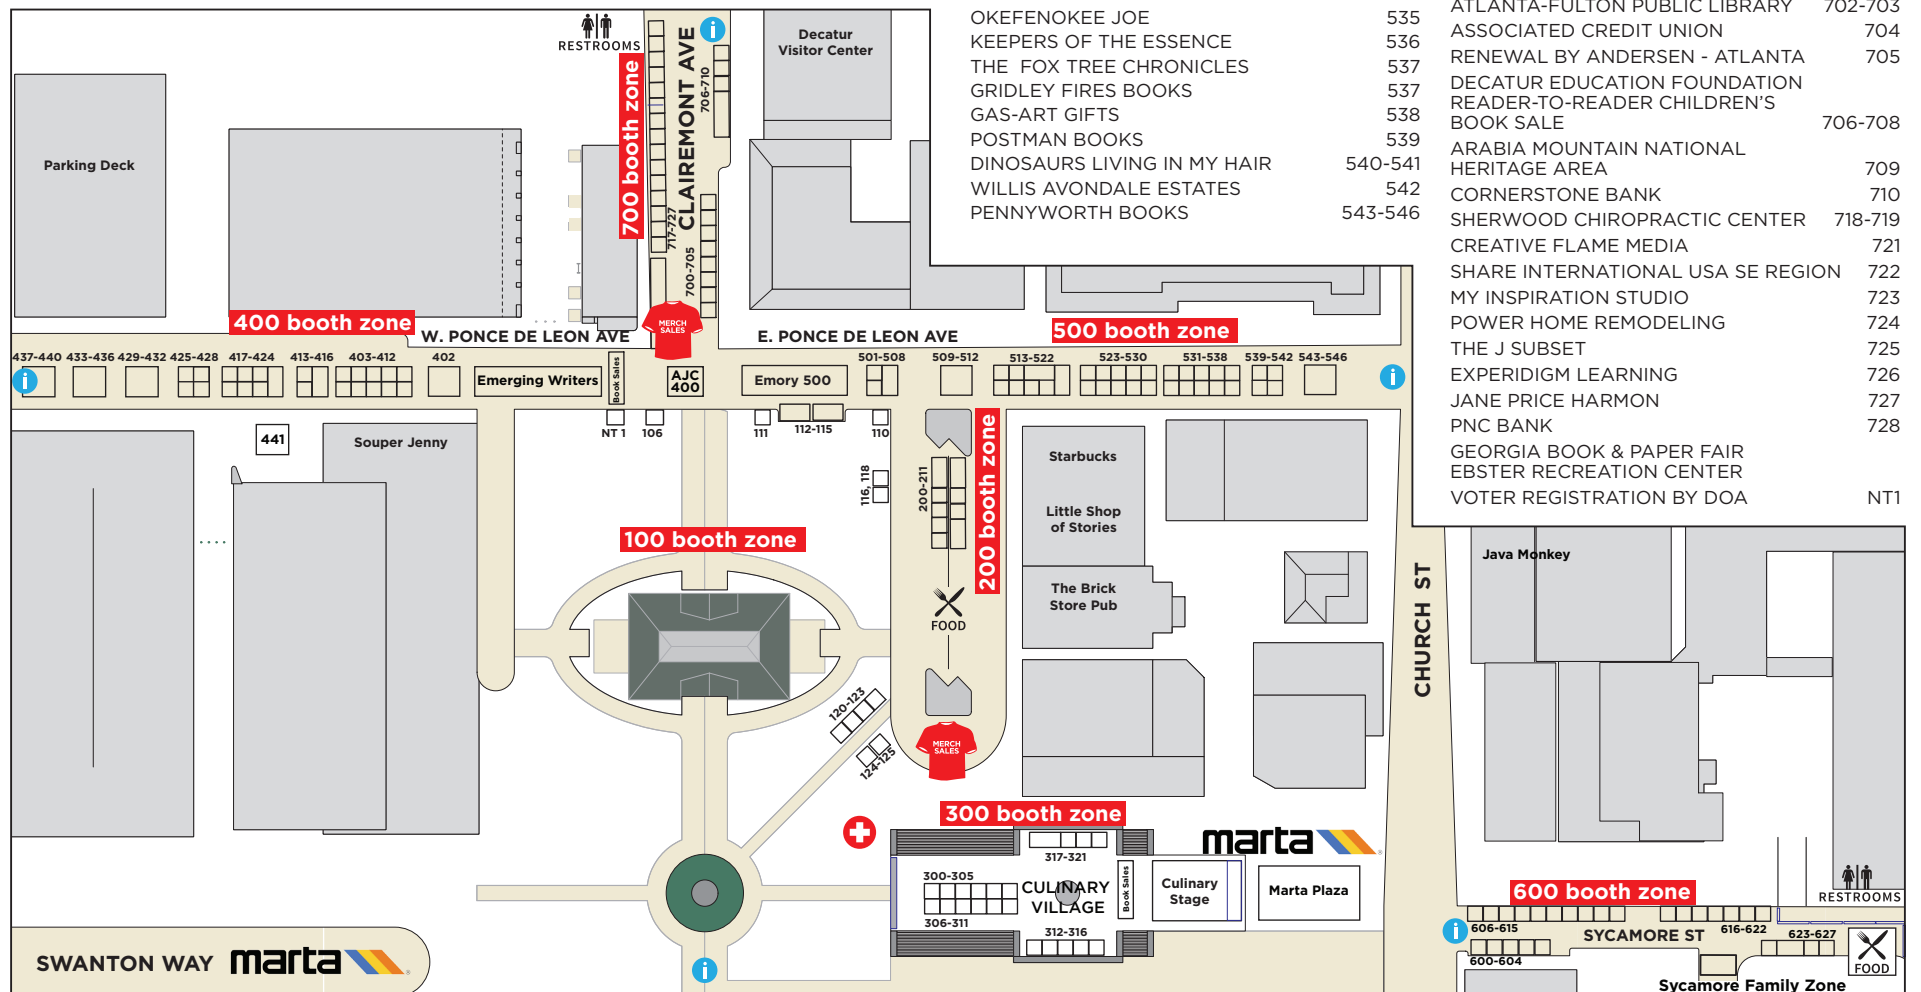 OKEFENOKEE JOE 535
KEEPERS OF THE ESSENCE 536
THE FOX TREE CHRONICLES 537
GRIDLEY FIRES BOOKS 537
GAS-ART GIFTS 538
POSTMAN BOOKS 539
DINOSAURS LIVING IN MY HAIR 540-541
WILLIS AVONDALE ESTATES 542
PENNYWORTH BOOKS 543-546
ATLANTA-FULTON PUBLIC LIBRARY 702-703
ASSOCIATED CREDIT UNION 704
RENEWAL BY ANDERSEN - ATLANTA 705
DECATUR EDUCATION FOUNDATION
READER-TO-READER CHILDREN'S
BOOK SALE 706-708
ARABIA MOUNTAIN NATIONAL
HERITAGE AREA 709
CORNERSTONE BANK 710
SHERWOOD CHIROPRACTIC CENTER 718-719
CREATIVE FLAME MEDIA 721
SHARE INTERNATIONAL USA SE REGION 722
MY INSPIRATION STUDIO 723
POWER HOME REMODELING 724
THE J SUBSET 725
EXPERIDIGM LEARNING 726
JANE PRICE HARMON 727
PNC BANK 728
GEORGIA BOOK & PAPER FAIR
EBSTER RECREATION CENTER
VOTER REGISTRATION BY DOA NT1
RESTROOMS
i
Decatur
Visitor Center
Parking Deck
700 booth zone
CLAIREMONT AVE
706-710
717-727
700-705
MERCH
SALES
400 booth zone
W. PONCE DE LEON AVE
E. PONCE DE LEON AVE
500 booth zone
437-440
433-436
429-432
425-428
417-424
413-416
403-412
402
501-508
509-512
513-522
523-530
531-538
539-542
543-546
i
Emerging Writers
Book Sales
AJC
400
Emory 500
i
NT 1
106
111
112-115
110
441
Souper Jenny
116, 118
200-211
200 booth zone
Starbucks
Little Shop
of Stories
100 booth zone
The Brick
Store Pub
FOOD
CHURCH ST
Java Monkey
120-123
124-125
MERCH
SALES
300 booth zone
marta
317-321
300-305
306-311
CULINARY
VILLAGE
312-316
Book Sales
Culinary
Stage
Marta Plaza
600 booth zone
RESTROOMS
i
606-615
616-622
SYCAMORE ST
623-627
600-604
FOOD
Sycamore Family Zone
SWANTON WAY
marta
i